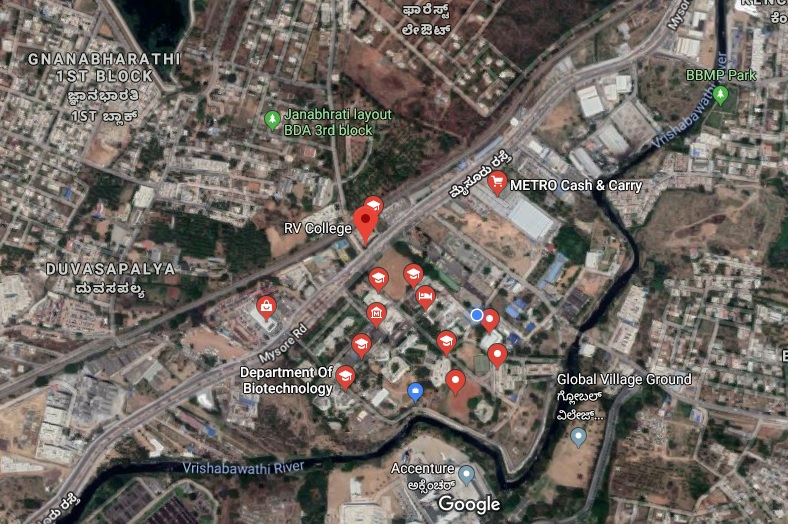 ಫಾರೆಸ್ಟ್
ಲೇಔಟ್
GNANABHARATHI
1ST BLOCK
ಜ್ಞಾನಭಾರತಿ
1ST ಬ್ಲಾಕ್
Janabhrati layout
BDA 3rd block
BBMP Park
Vrishabawathi River
ಮೈಸೂರು ರಸ್ತೆ
METRO Cash & Carry
RV College
DUVASAPALYA
ದುವಸಪಲ್ಯ
Mysore Rd
Department Of
Biotechnology
Global Village Ground
ಗ್ಲೋಬಲ್
ವಿಲೇಜ್...
Vrishabawathi River
Accenture
ಅಕ್ಸೆಂಚರ್
Google